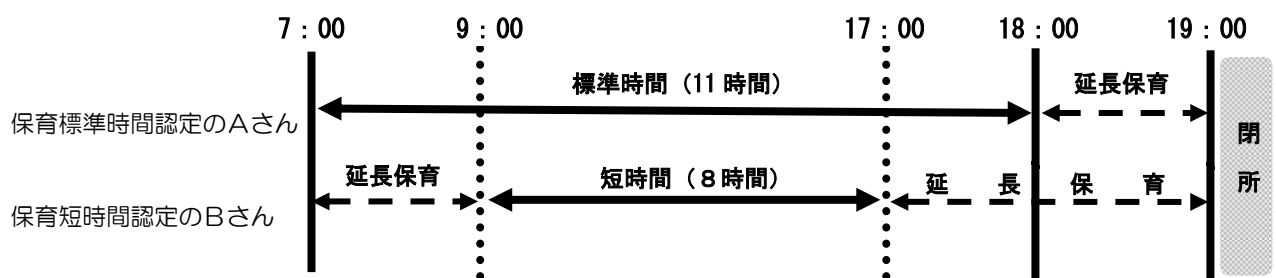 7：00 9：00 17：00 18：00 19：00
標準時間（11時間） 延長保育
保育標準時間認定のAさん
延長保育 短時間（８時間） 延長保育
保育短時間認定のBさん
閉所